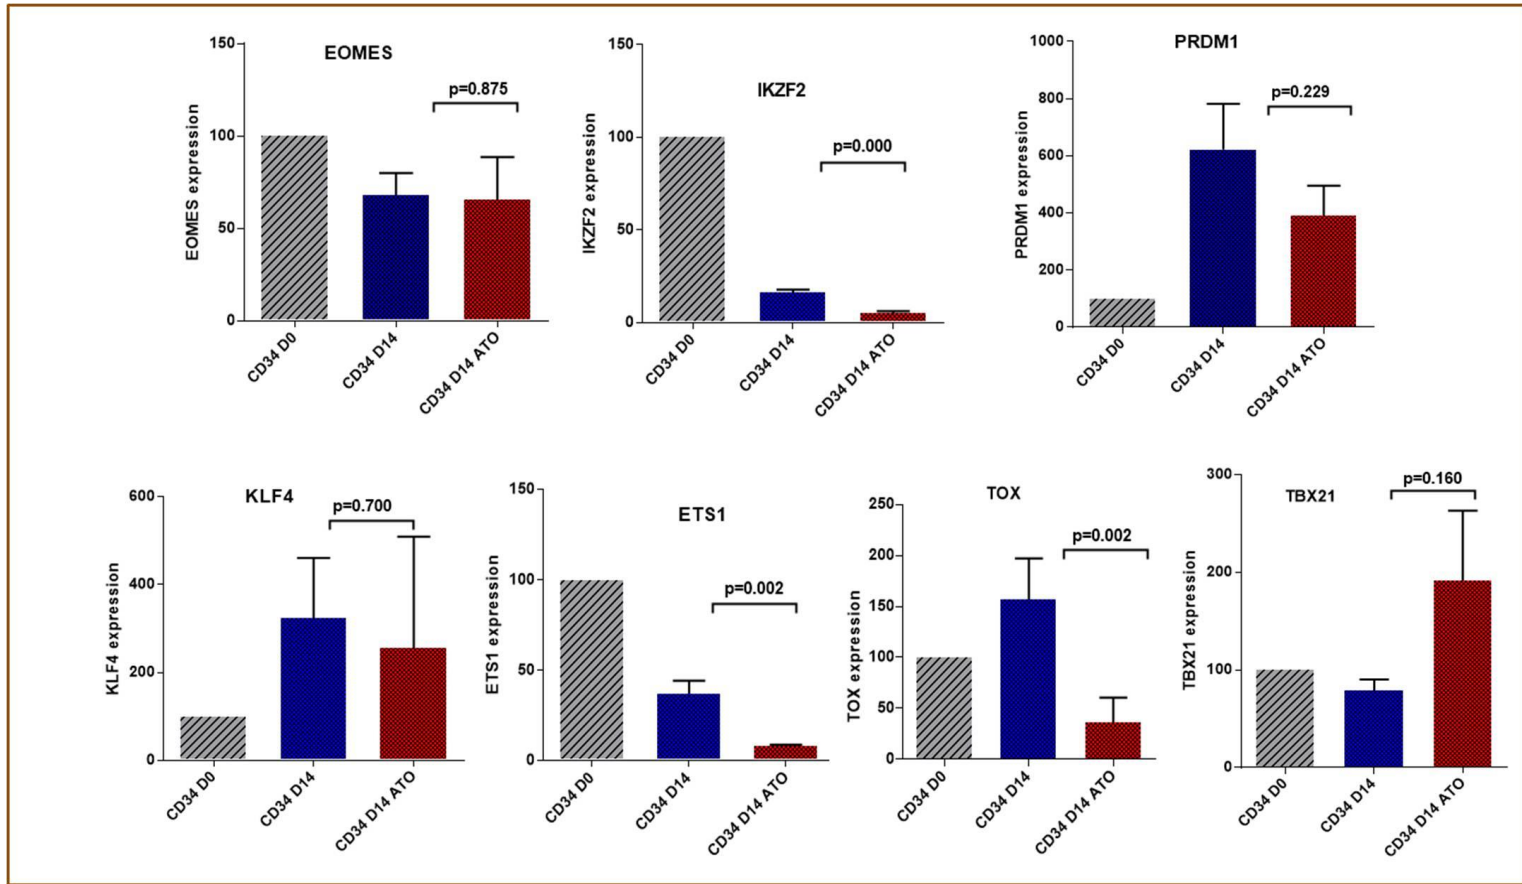 EOMES
EOMES expression
150
100
50
0
p=0.875
CD34 D0
CD34 D14
CD34 D14 ATO
IKZF2
IKZF2 expression
150
100
50
0
p=0.000
CD34 D0
CD34 D14
CD34 D14 ATO
PRDM1
PRDM1 expression
1000
800
600
400
200
0
p=0.229
CD34 D0
CD34 D14
CD34 D14 ATO
KLF4
KLF4 expression
600
400
200
0
p=0.700
CD34 D0
CD34 D14
CD34 D14 ATO
ETS1
ETS1 expression
150
100
50
0
p=0.002
CD34 D0
CD34 D14
CD34 D14 ATO
TOX
TOX expression
250
200
150
100
50
0
p=0.002
CD34 D0
CD34 D14
CD34 D14 ATO
TBX21
TBX21 expression
300
200
100
0
p=0.160
CD34 D0
CD34 D14
CD34 D14 ATO